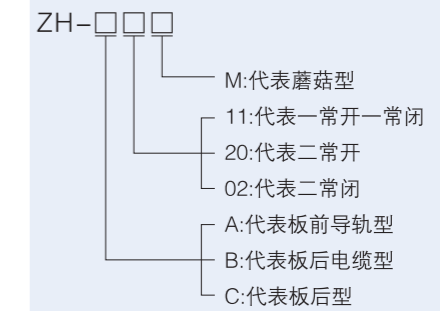 ZH-□□□
M:代表蘑菇型
11:代表一常开一常闭
20:代表二常开
02:代表二常闭
A:代表板前导轨型
B:代表板后电缆型
C:代表板后型